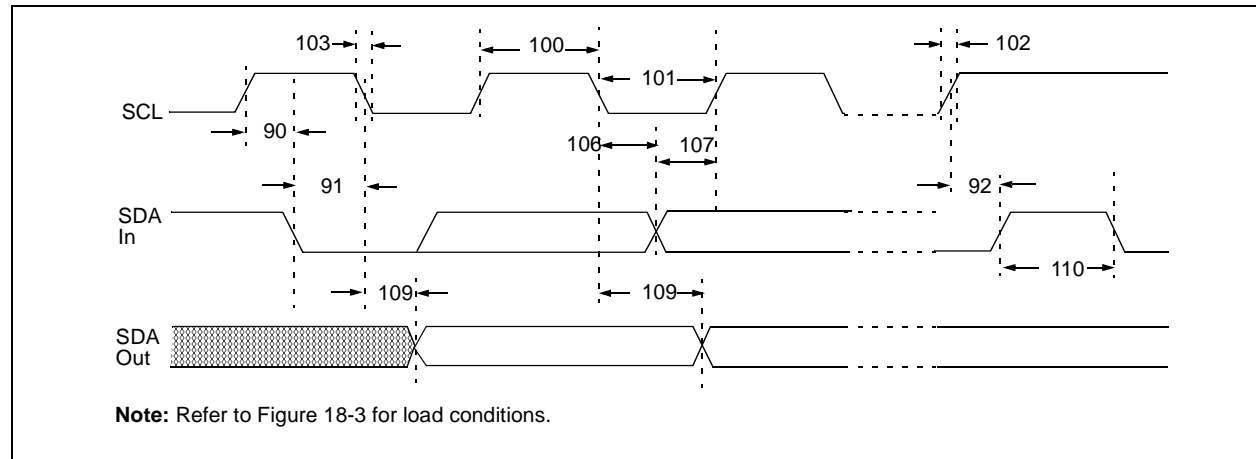 103
100
102
101
SCL
90
106
107
91
92
SDA
In
110
109
109
SDA
Out
Note: Refer to Figure 18-3 for load conditions.